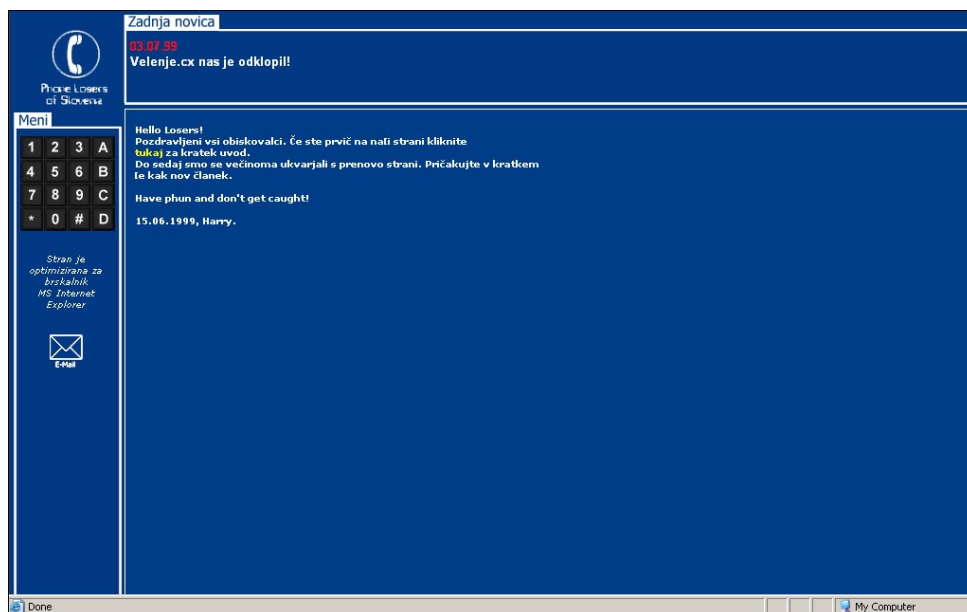 Zadnja novica
03.07.99
Velenje.cx nas je odklopil!
Phone Losers
of Slovenia
Meni
1 2 3 A
4 5 6 B
7 8 9 C
* 0 # D
Stran je
optimizirana za
brskalnik
MS Internet
Explorer
E-Mail
Hello Losers!
Pozdravljeni vsi obiskovalci. Če ste prvič na naľi strani kliknite
tukaj za kratek uvod.
Do sedaj smo se večinoma ukvarjali s prenovo strani. Pričakujte v kratkem
ľe kak nov članek.
Have phun and don't get caught!
15.06.1999, Harry.
Done
My Computer